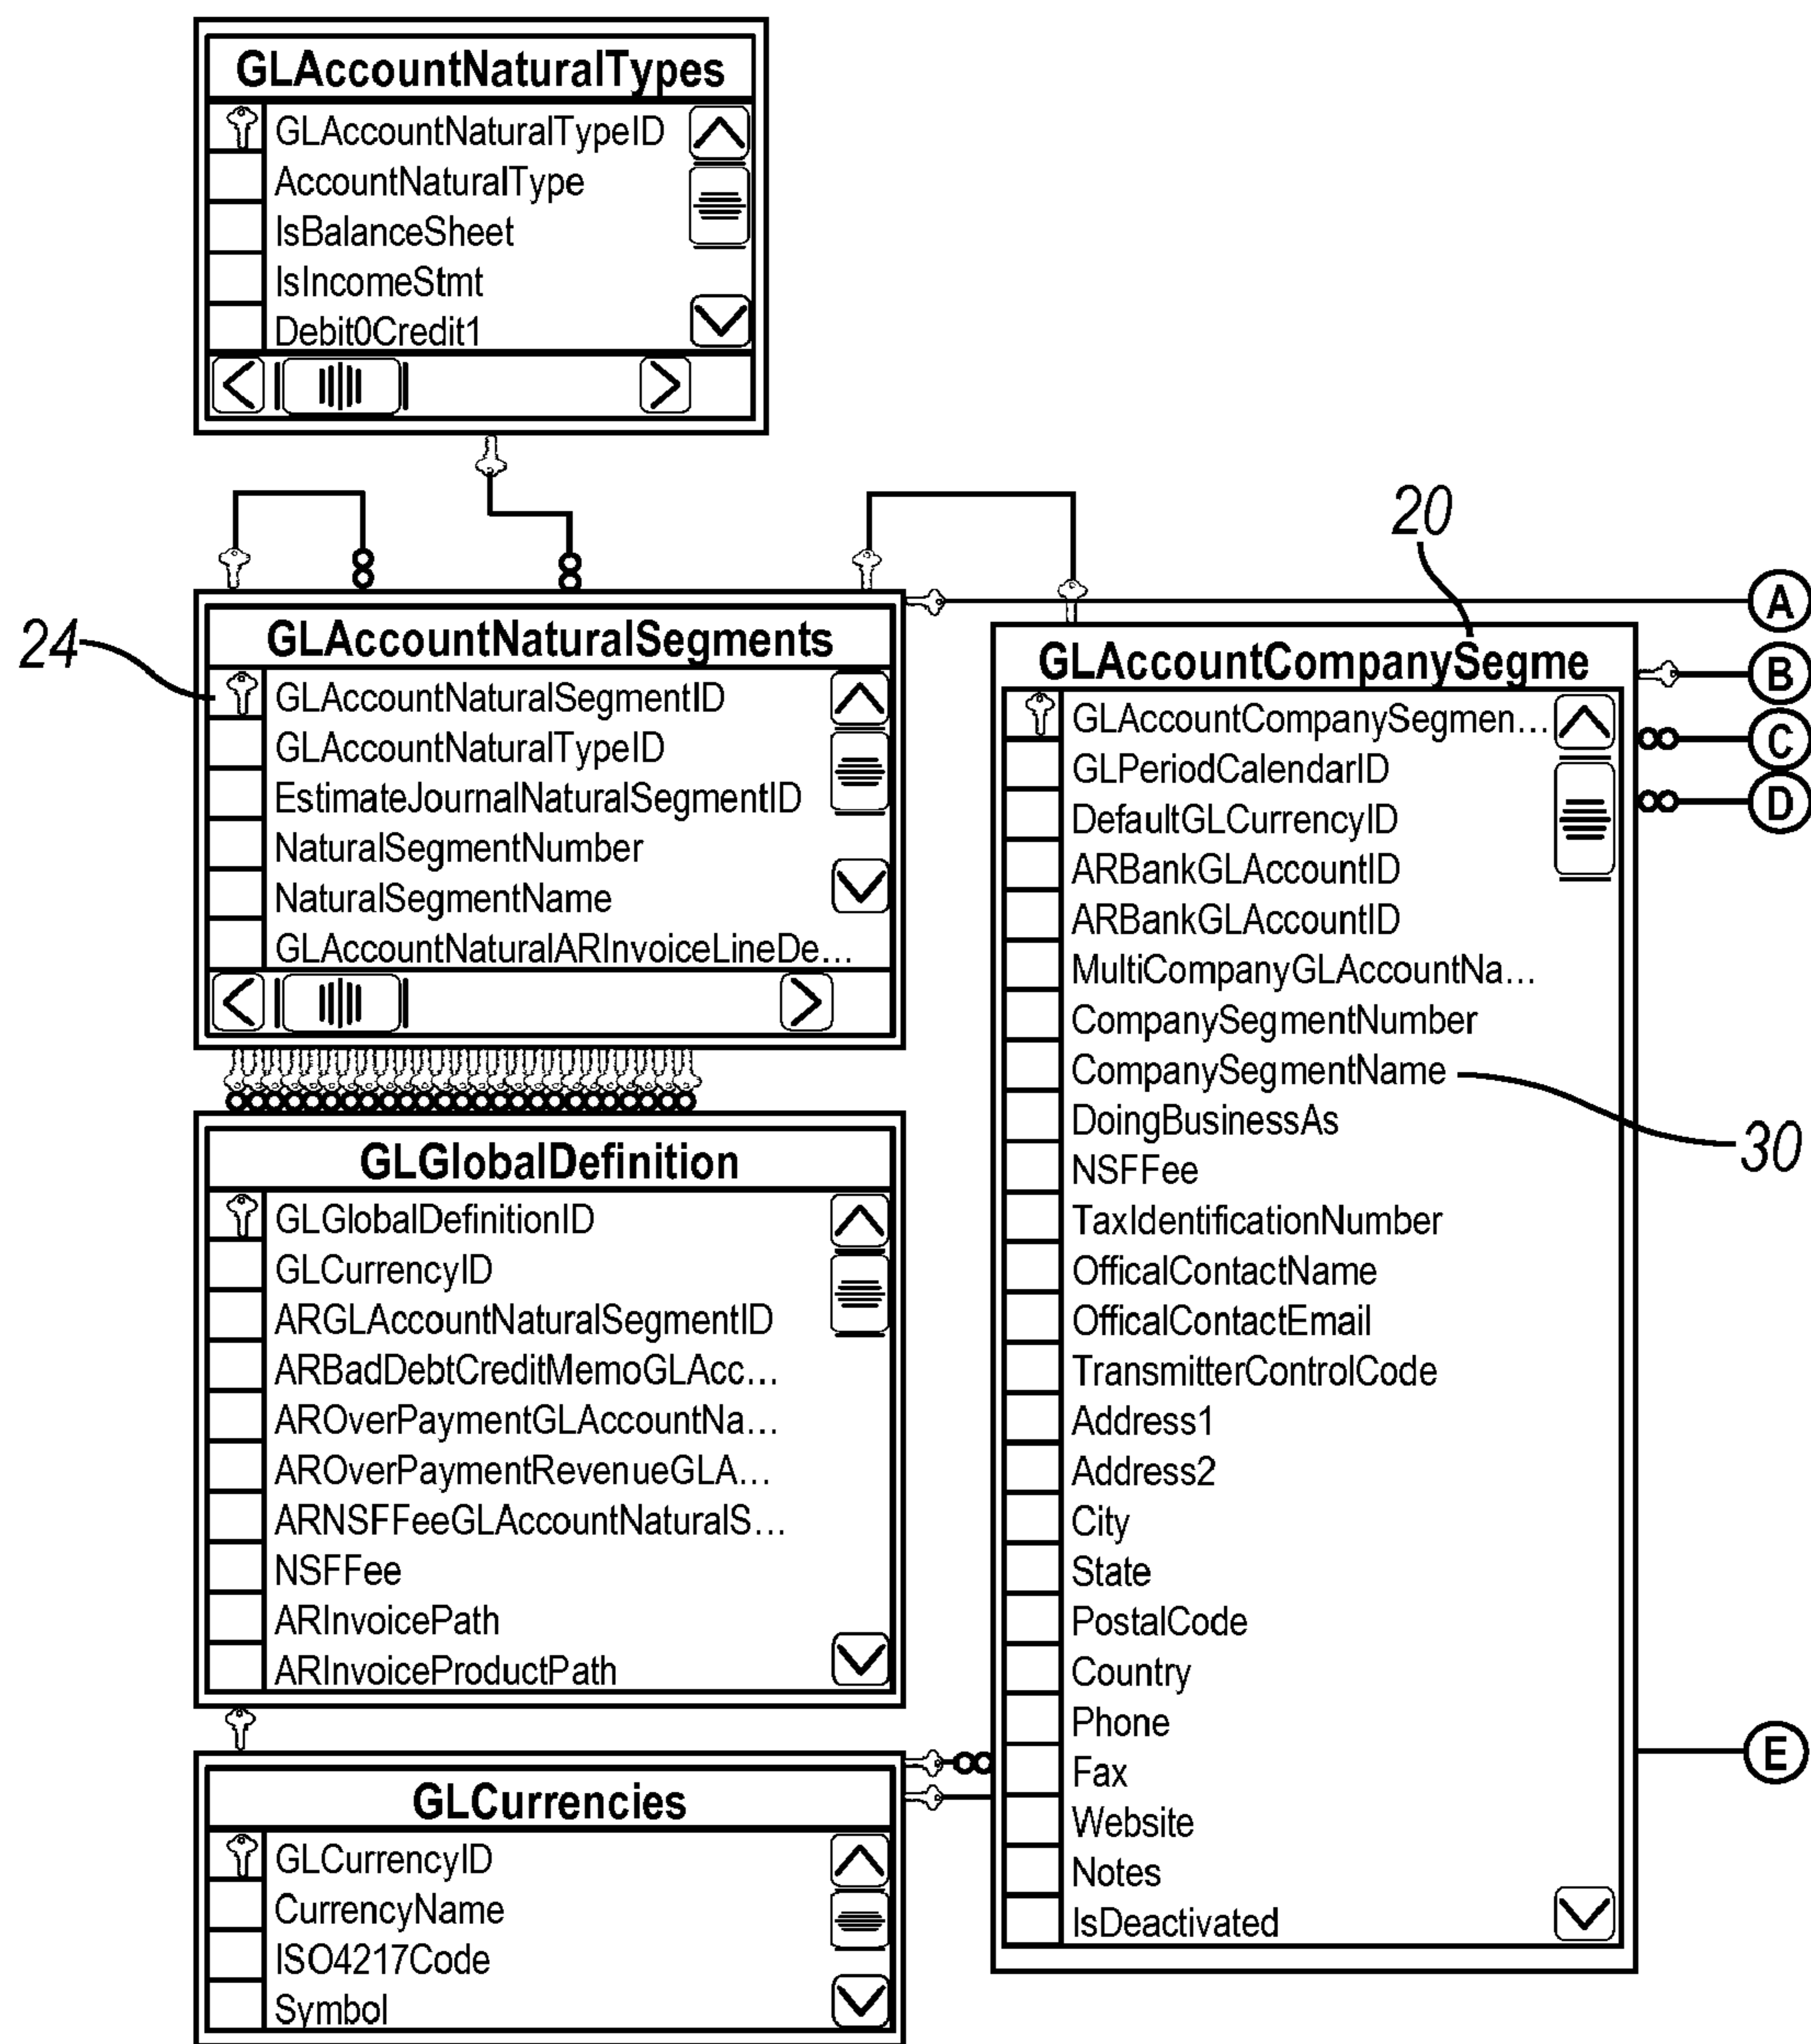 GLAccountNaturalTypes
GLAccountNaturalTypeID
AccountNaturalType
IsBalanceSheet
IsIncomeStmt
Debit0Credit1
24
GLAccountNaturalSegments
GLAccountNaturalSegmentID
GLAccountNaturalTypeID
EstimateJournalNaturalSegmentID
NaturalSegmentNumber
NaturalSegmentName
GLAccountNaturalARInvoiceLineDe...
GLGlobalDefinition
GLGlobalDefinitionID
GLCurrencyID
ARGLAccountNaturalSegmentID
ARBadDebtCreditMemoGLAcc...
AROverPaymentGLAccountNa...
AROverPaymentRevenueGLA...
ARNSFFeeGLAccountNaturalS...
NSFFee
ARInvoicePath
ARInvoiceProductPath
GLCurrencies
GLCurrencyID
CurrencyName
ISO4217Code
Symbol
20
GLAccountCompanySegme
GLAccountCompanySegmen...
GLPeriodCalendarID
DefaultGLCurrencyID
ARBankGLAccountID
ARBankGLAccountID
MultiCompanyGLAccountNa...
CompanySegmentNumber
CompanySegmentName
DoingBusinessAs
NSFFee
TaxIdentificationNumber
OfficalContactName
OfficalContactEmail
TransmitterControlCode
Address1
Address2
City
State
PostalCode
Country
Phone
Fax
Website
Notes
IsDeactivated
30
A
B
C
D
E